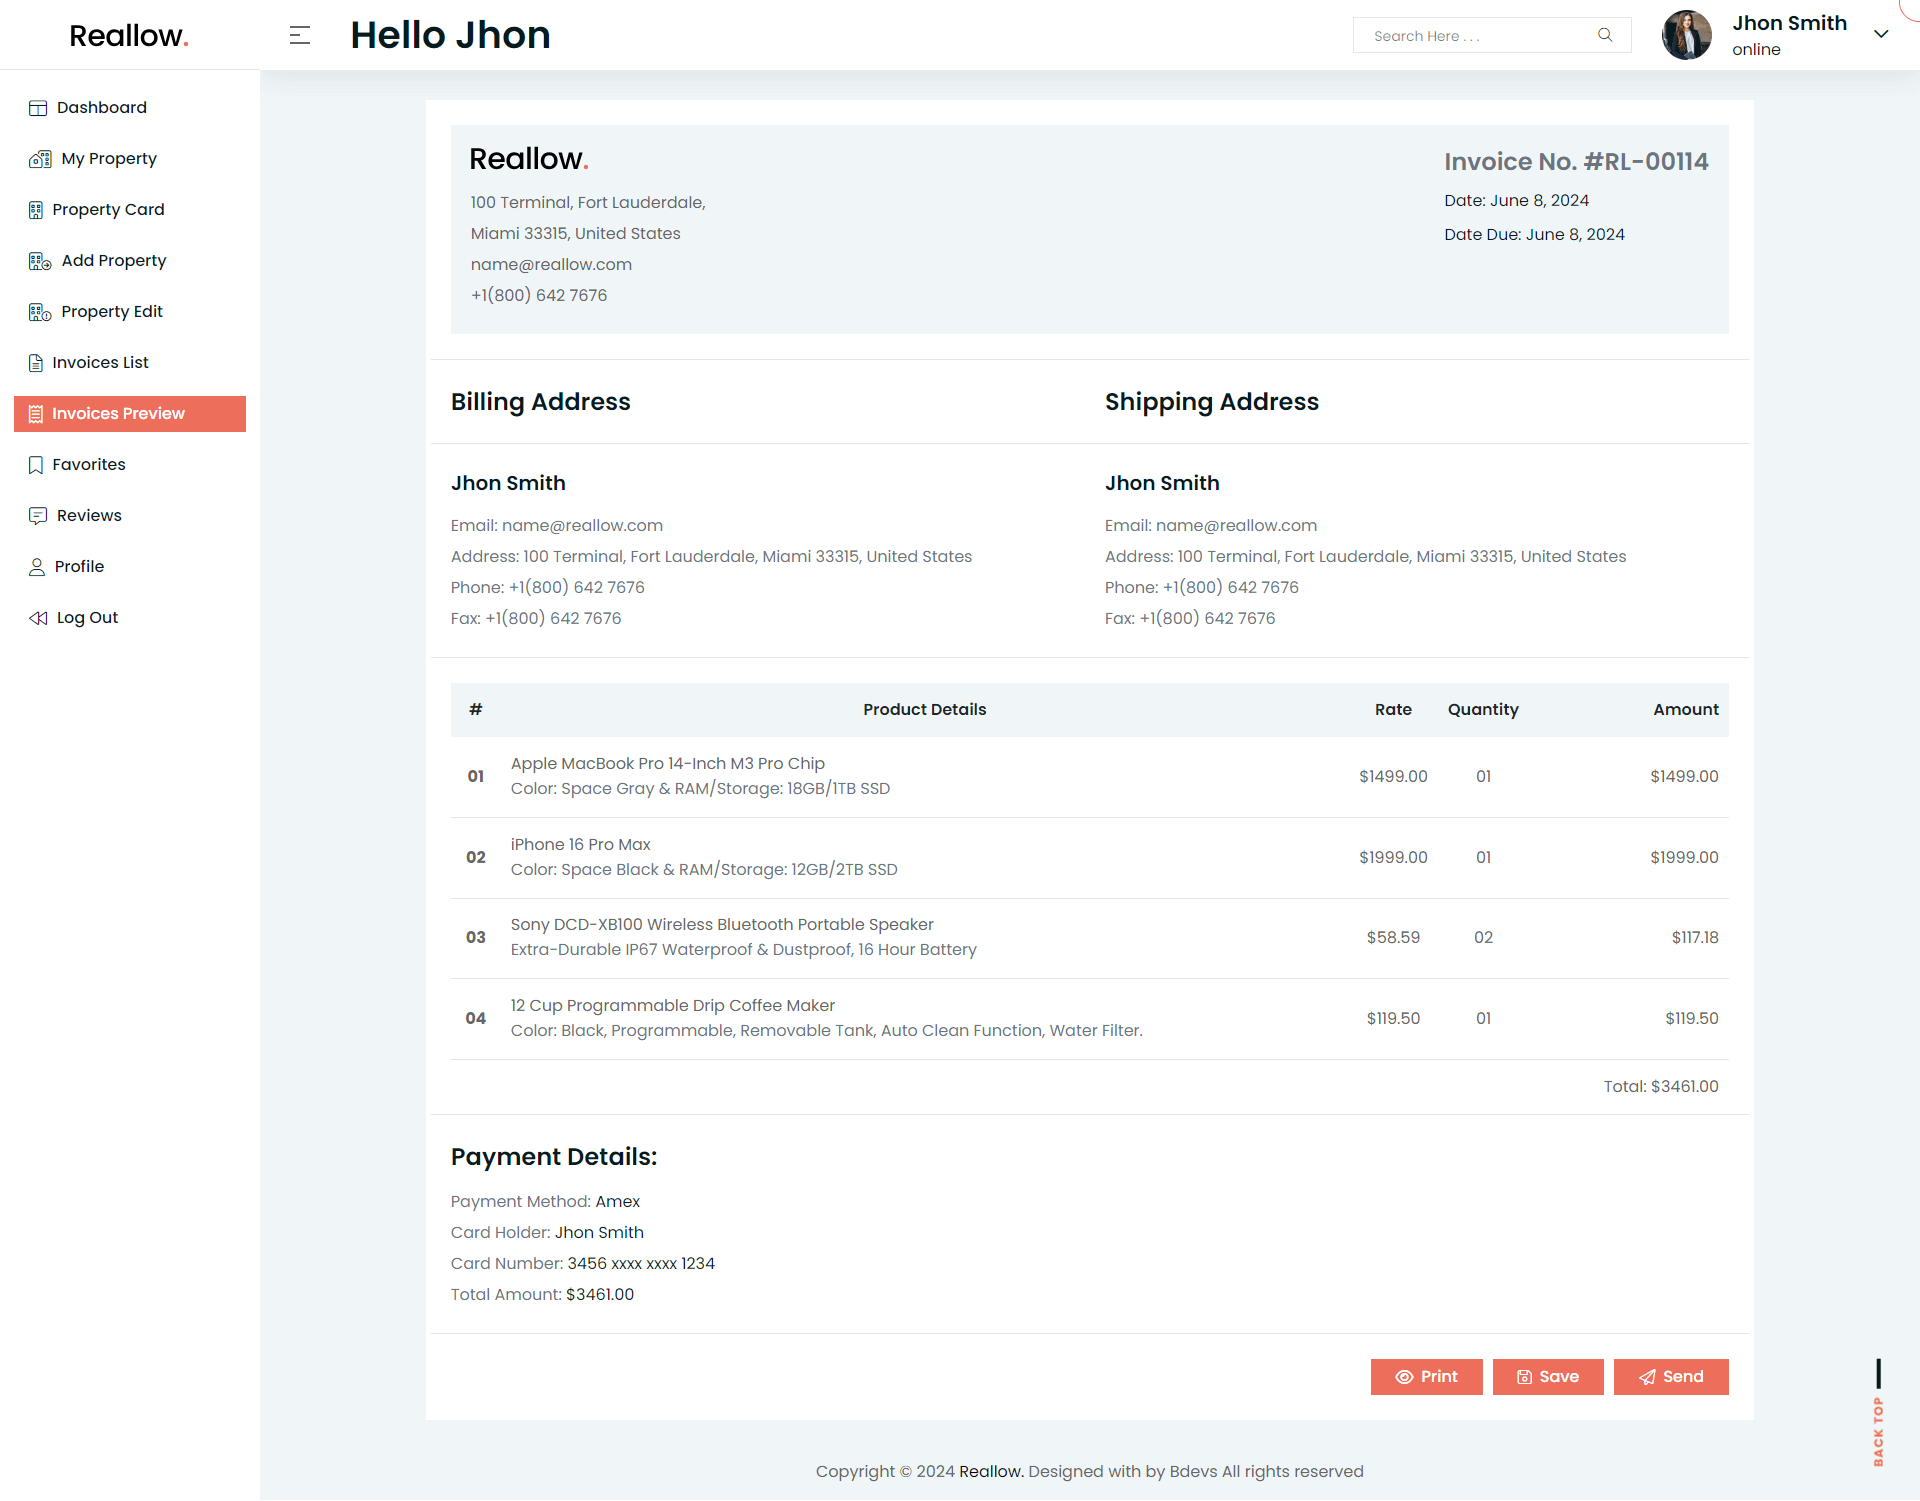 Reallow.
Hello Jhon
Search Here . . .
Jhon Smith
online
Dashboard
My Property
Property Card
Add Property
Property Edit
Invoices List
Invoices Preview
Favorites
Reviews
Profile
Log Out
Reallow.
100 Terminal, Fort Lauderdale,
Miami 33315, United States
name@reallow.com
+1(800) 642 7676
Invoice No. #RL-00114
Date: June 8, 2024
Date Due: June 8, 2024
Billing Address
Shipping Address
Jhon Smith
Email: name@reallow.com
Address: 100 Terminal, Fort Lauderdale, Miami 33315, United States
Phone: +1(800) 642 7676
Fax: +1(800) 642 7676
Jhon Smith
Email: name@reallow.com
Address: 100 Terminal, Fort Lauderdale, Miami 33315, United States
Phone: +1(800) 642 7676
Fax: +1(800) 642 7676
# Product Details Rate Quantity Amount
01 Apple MacBook Pro 14-Inch M3 Pro Chip $1499.00 01 $1499.00
Color: Space Gray & RAM/Storage: 18GB/1TB SSD
02 iPhone 16 Pro Max $1999.00 01 $1999.00
Color: Space Black & RAM/Storage: 12GB/2TB SSD
03 Sony DCD-XB100 Wireless Bluetooth Portable Speaker $58.59 02 $117.18
Extra-Durable IP67 Waterproof & Dustproof, 16 Hour Battery
04 12 Cup Programmable Drip Coffee Maker $119.50 01 $119.50
Color: Black, Programmable, Removable Tank, Auto Clean Function, Water Filter.
Total: $3461.00
Payment Details:
Payment Method: Amex
Card Holder: Jhon Smith
Card Number: 3456 xxxx xxxx 1234
Total Amount: $3461.00
Print
Save
Send
BACK TOP
Copyright © 2024 Reallow. Designed with by Bdevs All rights reserved